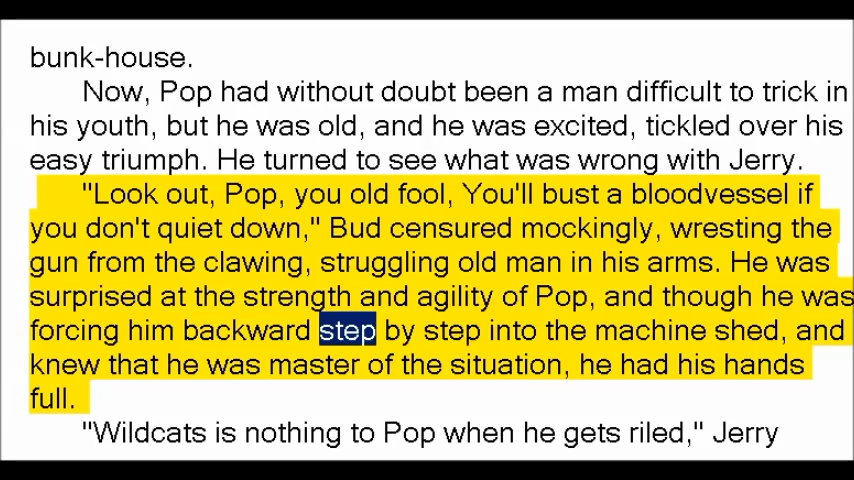 bunk-house.
Now, Pop had without doubt been a man difficult to trick in
his youth, but he was old, and he was excited, tickled over his
easy triumph. He turned to see what was wrong with Jerry.
"Look out, Pop, you old fool, You'll bust a bloodvessel if
you don't quiet down," Bud censured mockingly, wresting the
gun from the clawing, struggling old man in his arms. He was
surprised at the strength and agility of Pop, and though he was
forcing him backward step by step into the machine shed, and
knew that he was master of the situation, he had his hands
full.
"Wildcats is nothing to Pop when he gets riled," Jerry